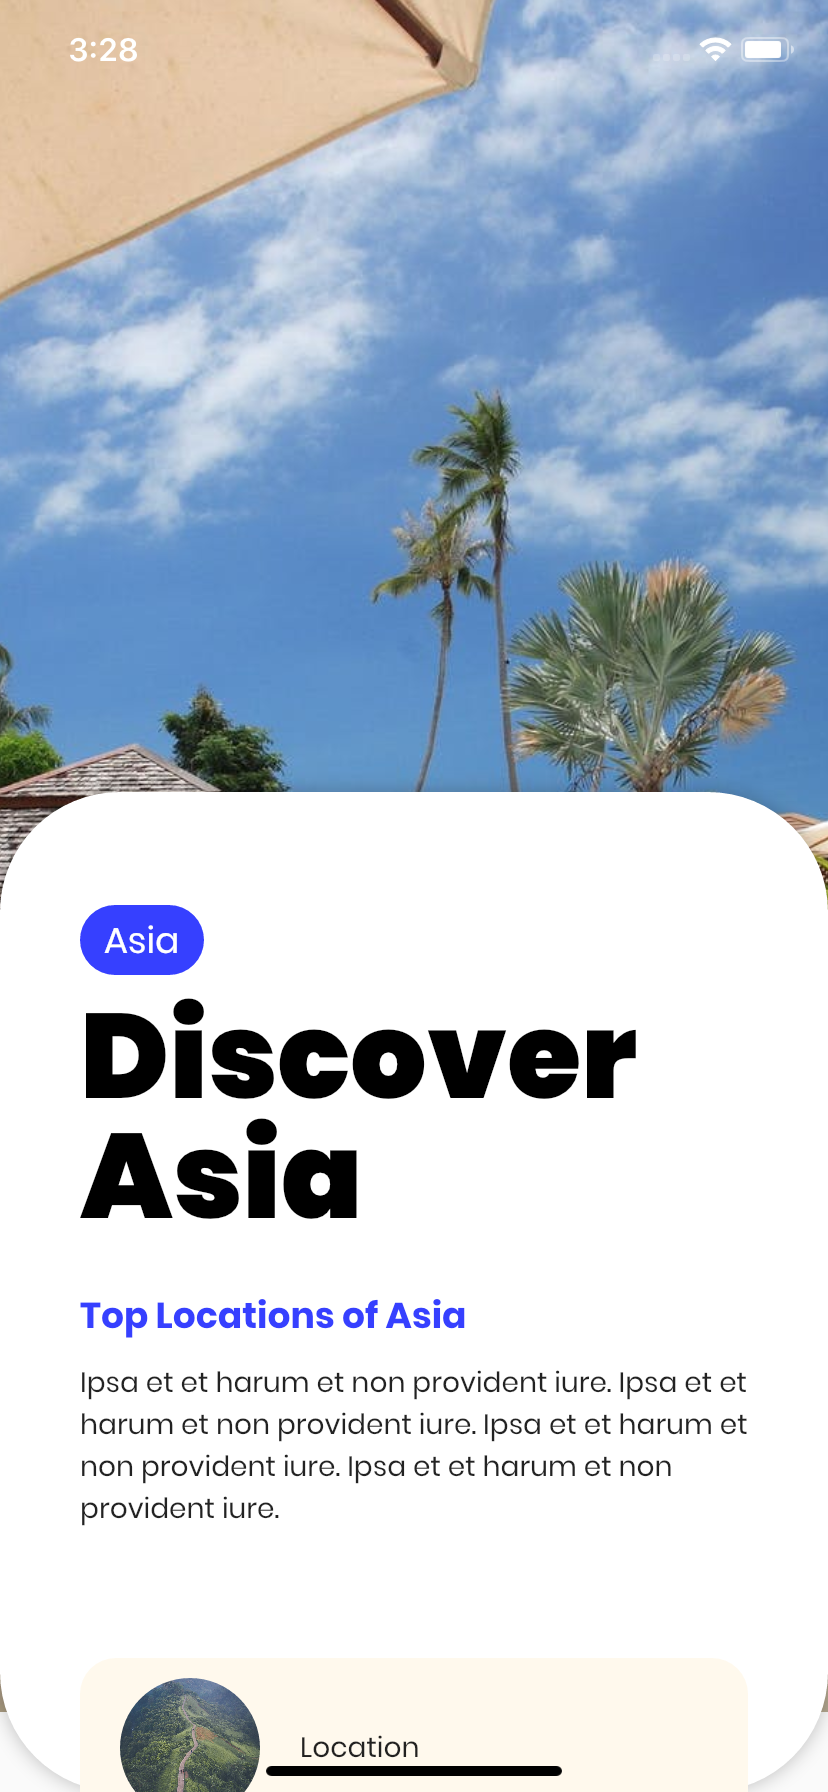 3:28
Asia
Discover
Asia
Top Locations of Asia
Ipsa et et harum et non provident iure. Ipsa et et
harum et non provident iure. Ipsa et et harum et
non provident iure. Ipsa et et harum et non
provident iure.
Location